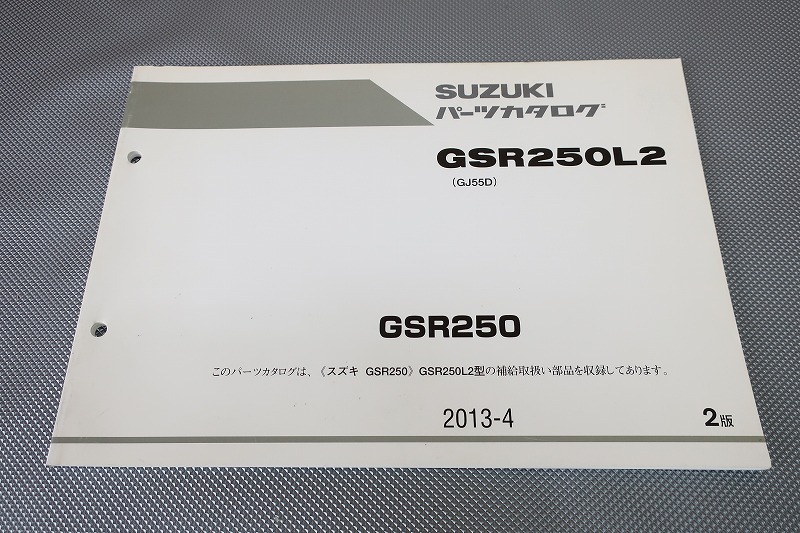 SUZUKI
パーツカタログ
GSR250L2
(GJ55D)
GSR250
このパーツカタログは、《スズキ GSR250》GSR250L2型の補給取扱い部品を収録してあります。
2013-4
2版